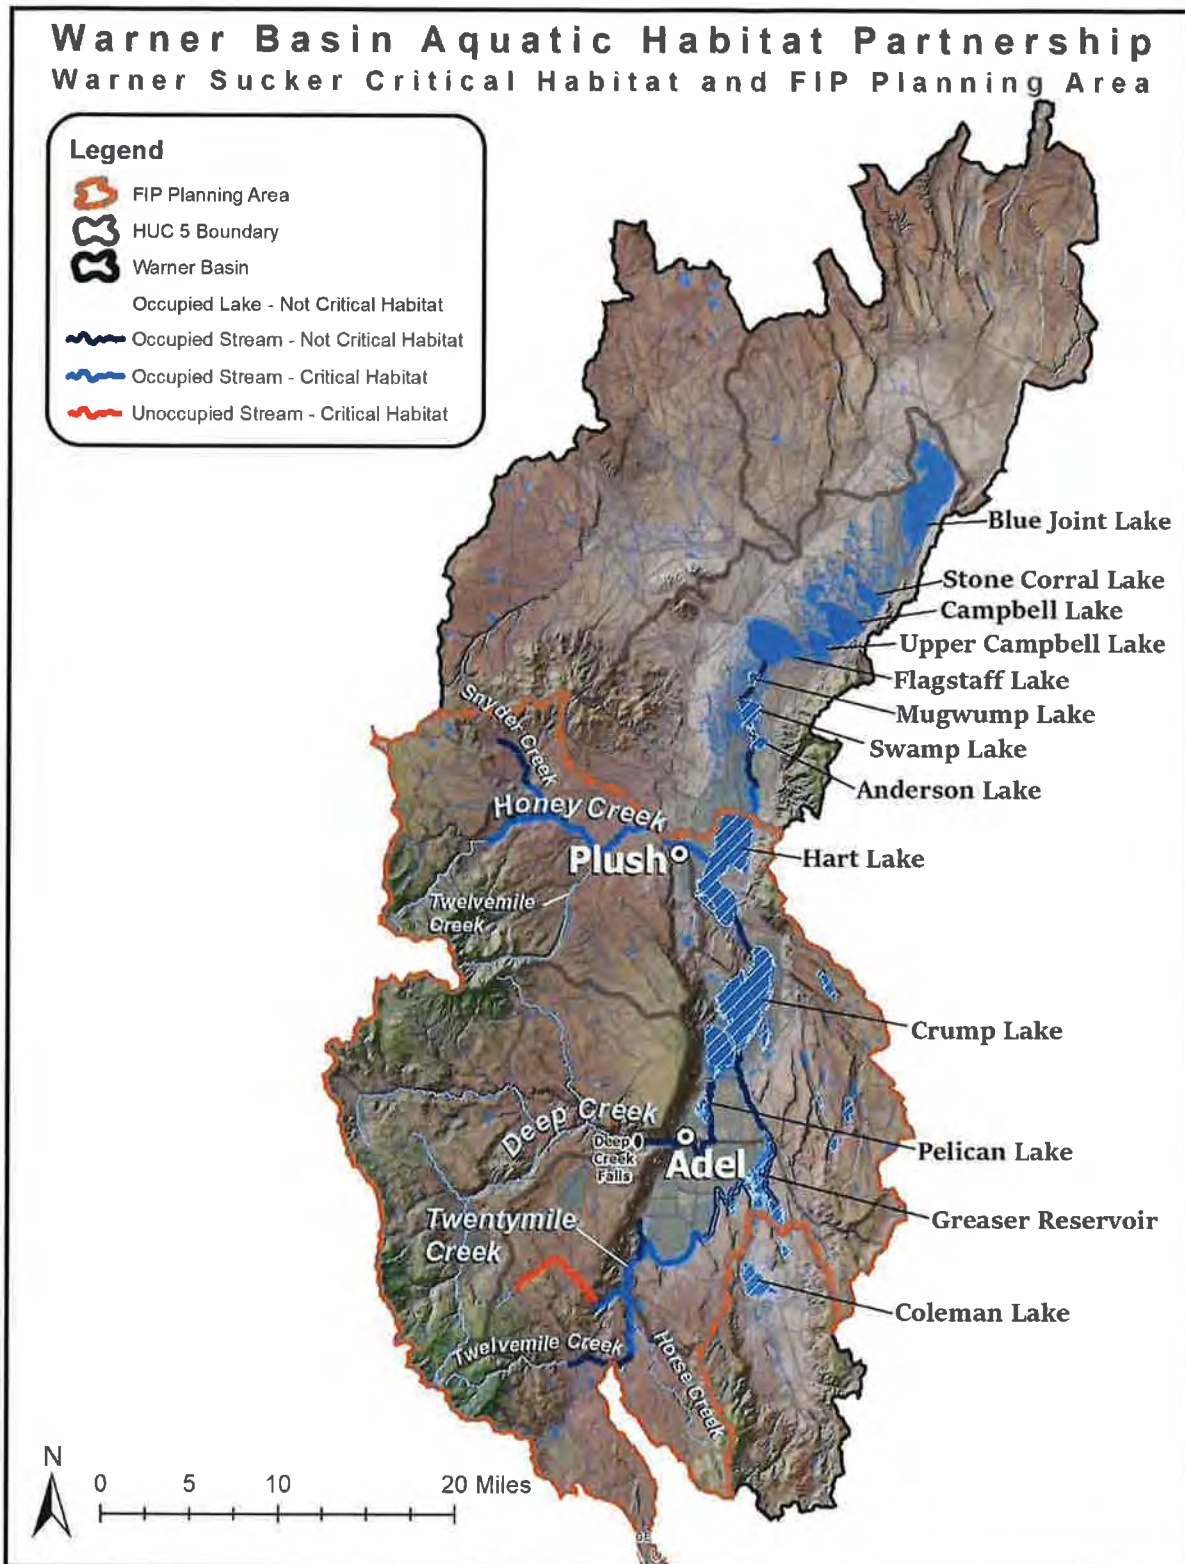 Warner Basin Aquatic Habitat Partnership
Warner Sucker Critical Habitat and FIP Planning Area
Legend
FIP Planning Area
HUC 5 Boundary
Warner Basin
Occupied Lake - Not Critical Habitat
Occupied Stream - Not Critical Habitat
Occupied Stream - Critical Habitat
Unoccupied Stream - Critical Habitat
Blue Joint Lake
Stone Corral Lake
Campbell Lake
Upper Campbell Lake
Flagstaff Lake
Mugwump Lake
Swamp Lake
Anderson Lake
Snyder Creek
Honey Creek
Plush
Hart Lake
Twelvemile
Creek
Crump Lake
Deep Creek
Deep
Creek
Falls
Adel
Pelican Lake
Greaser Reservoir
Twentymile
Creek
Coleman Lake
Twelvemile Creek
Horse Creek
N
0 5 10 20 Miles